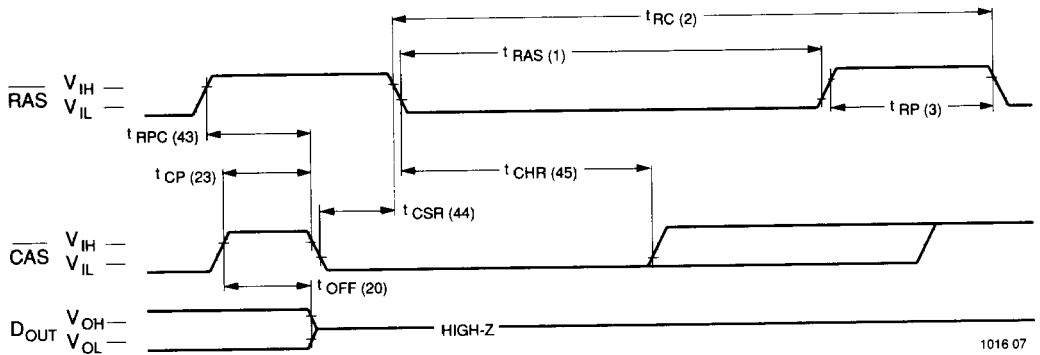 t RC (2)
t RAS (1)
RAS
V IH
V IL
t RP (3)
t RPC (43)
t CP (23)
t CHR (45)
t CSR (44)
CAS
V IH
V IL
t OFF (20)
D OUT
V OH
V OL
HIGH-Z
1016 07